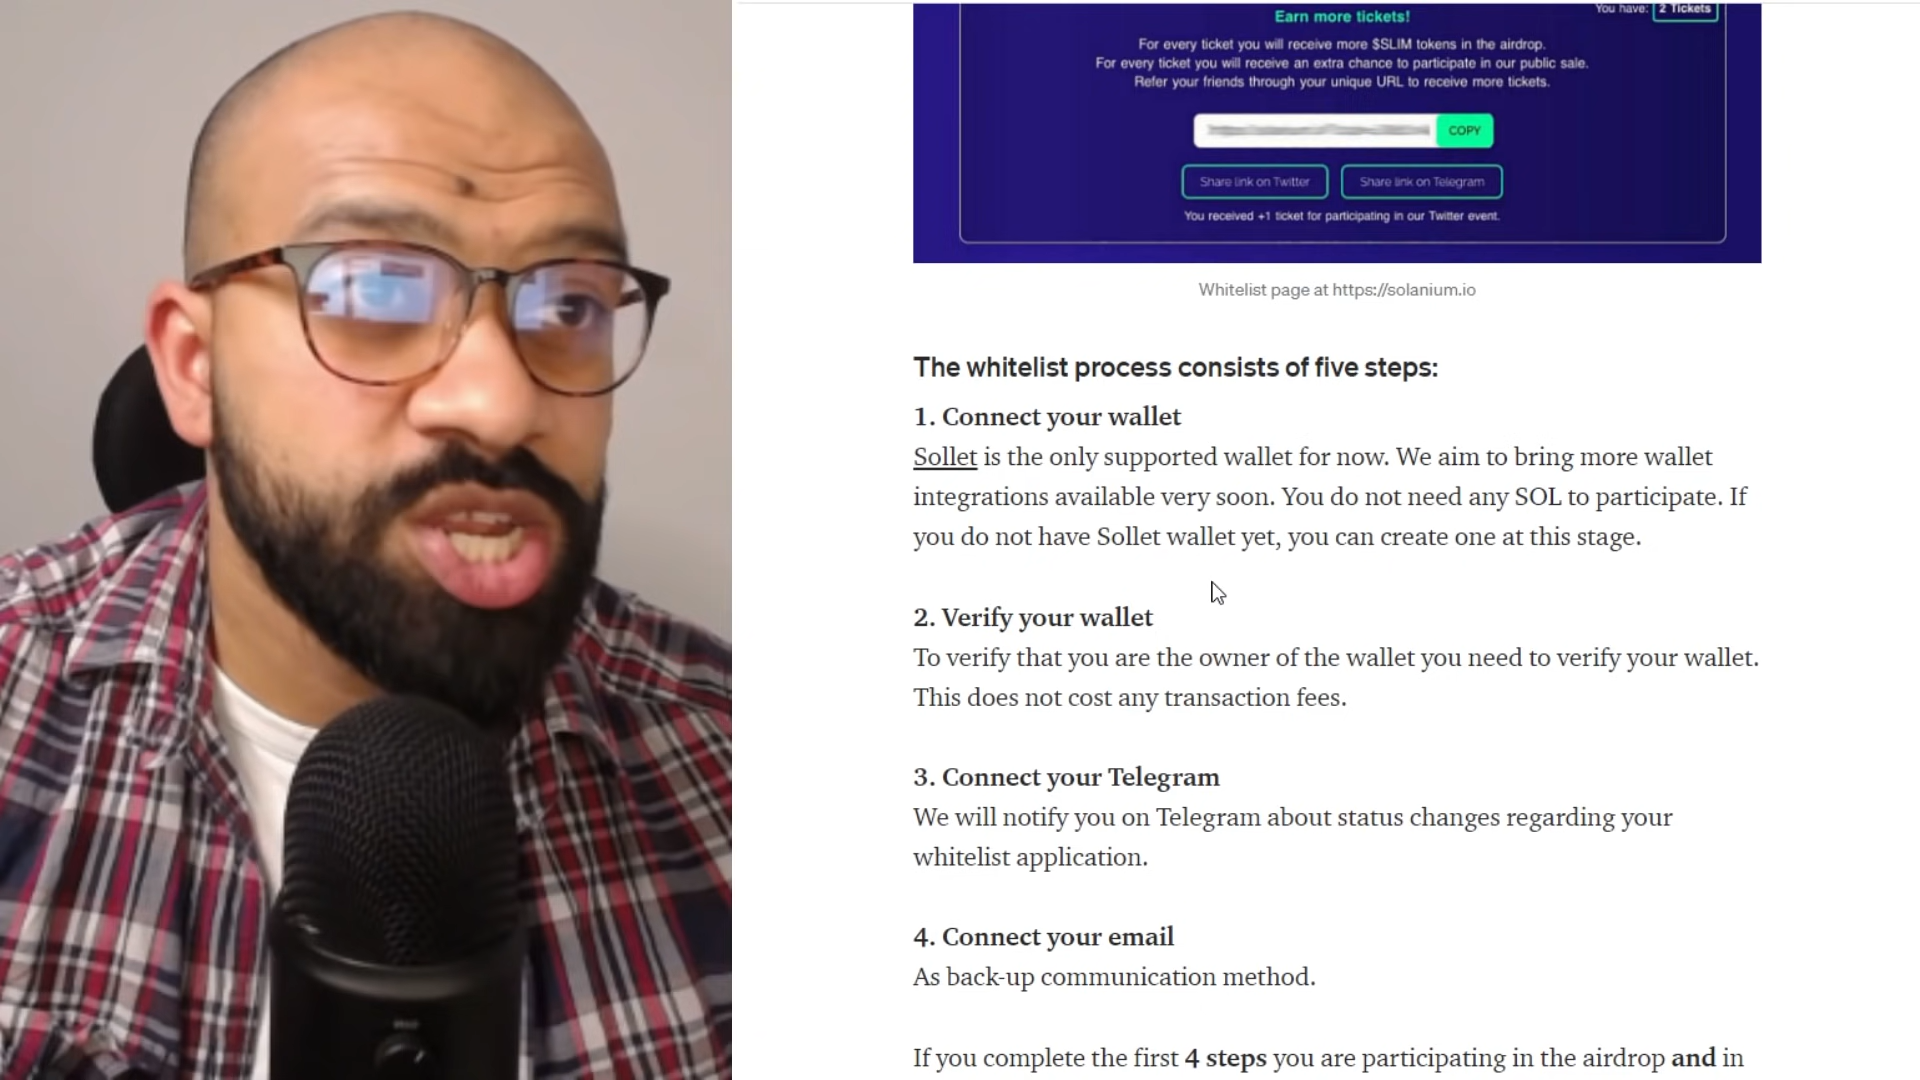 Earn more tickets!
You have: 2 Tickets
For every ticket you will receive more $SLIM tokens in the airdrop.
For every ticket you will receive an extra chance to participate in our public sale.
Refer your friends through your unique URL to receive more tickets.
COPY
Share link on Twitter
Share link on Telegram
You received +1 ticket for participating in our Twitter event.
Whitelist page at https://solanium.io
The whitelist process consists of five steps:
1. Connect your wallet
Sollet is the only supported wallet for now. We aim to bring more wallet
integrations available very soon. You do not need any SOL to participate. If
you do not have Sollet wallet yet, you can create one at this stage.
2. Verify your wallet
To verify that you are the owner of the wallet you need to verify your wallet.
This does not cost any transaction fees.
3. Connect your Telegram
We will notify you on Telegram about status changes regarding your
whitelist application.
4. Connect your email
As back-up communication method.
If you complete the first 4 steps you are participating in the airdrop and in